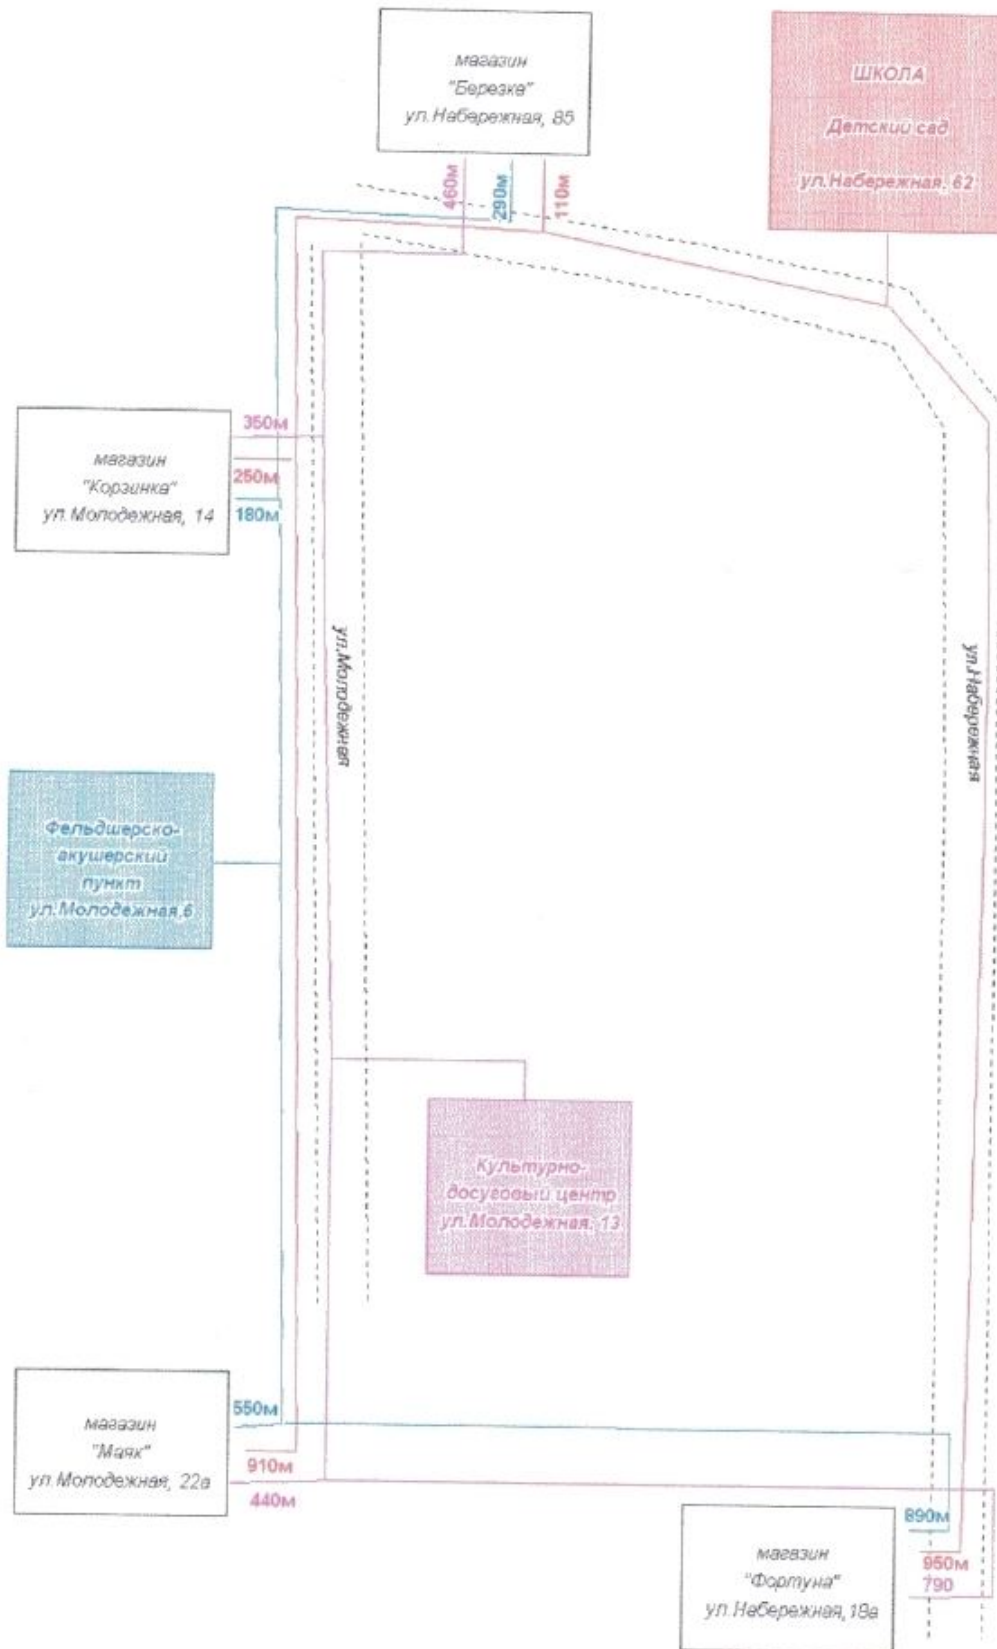 магазин
"Березка"
ул.Набережная, 85
ШКОЛА
Детский сад
ул.Набережная, 62
460м
290м
110м
350м
250м
180м
магазин
"Корзинка"
ул.Молодежная, 14
ул.Молодежная
ул.Набережная
Фельдшерско-
акушерский
пункт
ул.Молодежная,6
Культурно-
досуговый центр
ул.Молодежная, 13
550м
910м
440м
магазин
"Маяк"
ул.Молодежная, 22а
890м
950м
790
магазин
"Фортуна"
ул.Набережная,18а